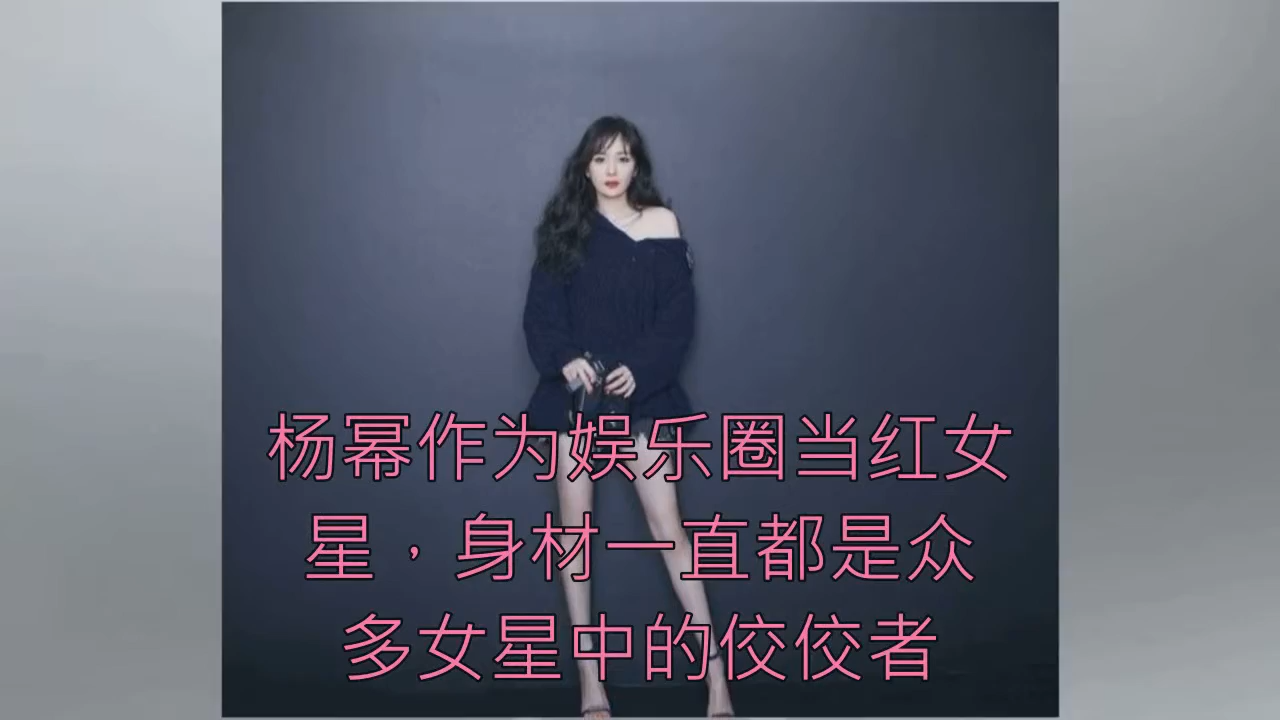 杨幂作为娱乐圈当红女
星，身材一直都是众
多女星中的佼佼者